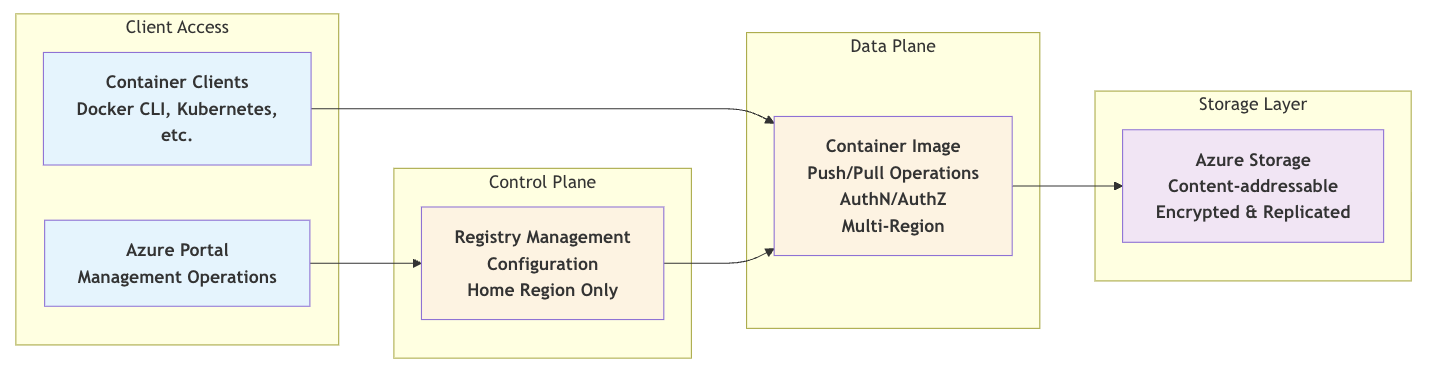 Client Access
Container Clients
Docker CLI, Kubernetes,
etc.
Azure Portal
Management Operations
Control Plane
Registry Management
Configuration
Home Region Only
Data Plane
Container Image
Push/Pull Operations
AuthN/AuthZ
Multi-Region
Storage Layer
Azure Storage
Content-addressable
Encrypted & Replicated